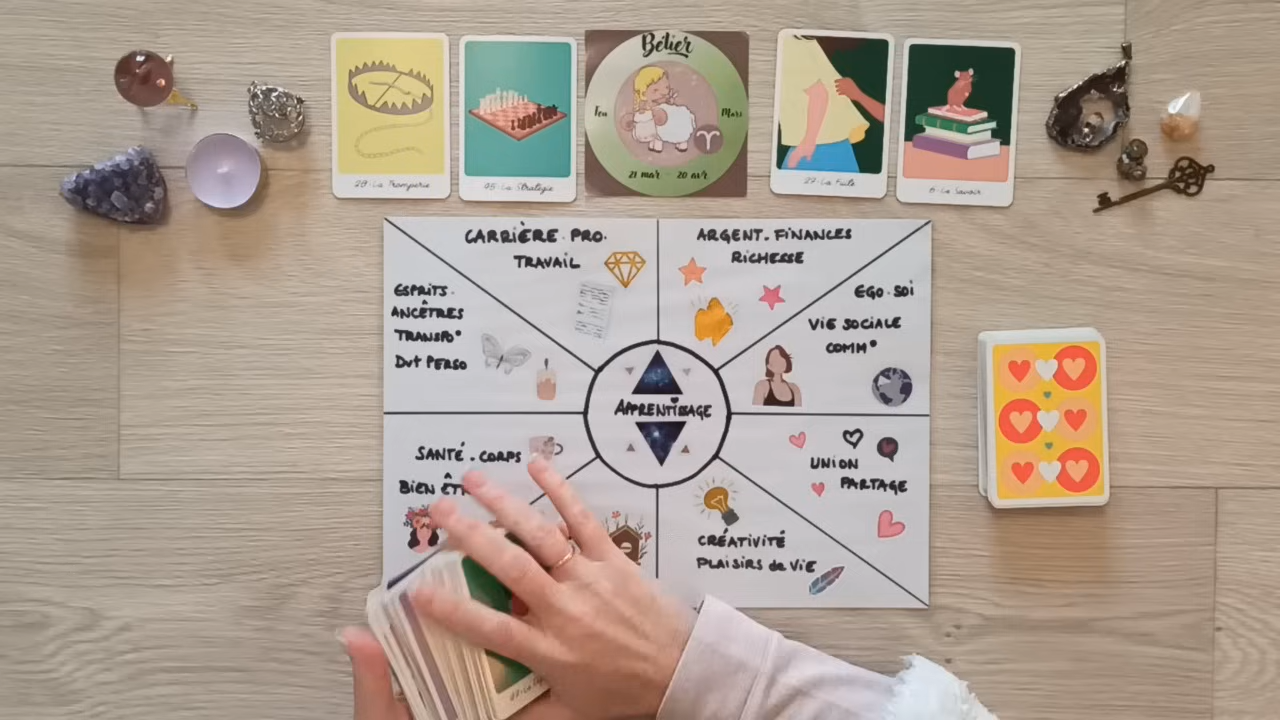 Bélier
Feu
Mars
21 mar - 20 avr
29. La Tromperie
46. La Stratégie
27. La Fuite
6. Le Savoir
CARRIÈRE. PRO.
TRAVAIL
ARGENT. FINANCES
RICHESSE
ESPRITS.
ANCÊTRES
TRANSFO°
DVT PERSO
EGO. SOI
VIE SOCIALE
COMM°
APPRENTISSAGE
SANTÉ. CORPS
BIEN ÊT
UNION
PARTAGE
CRÉATIVITÉ
PLAISIRS de VIE